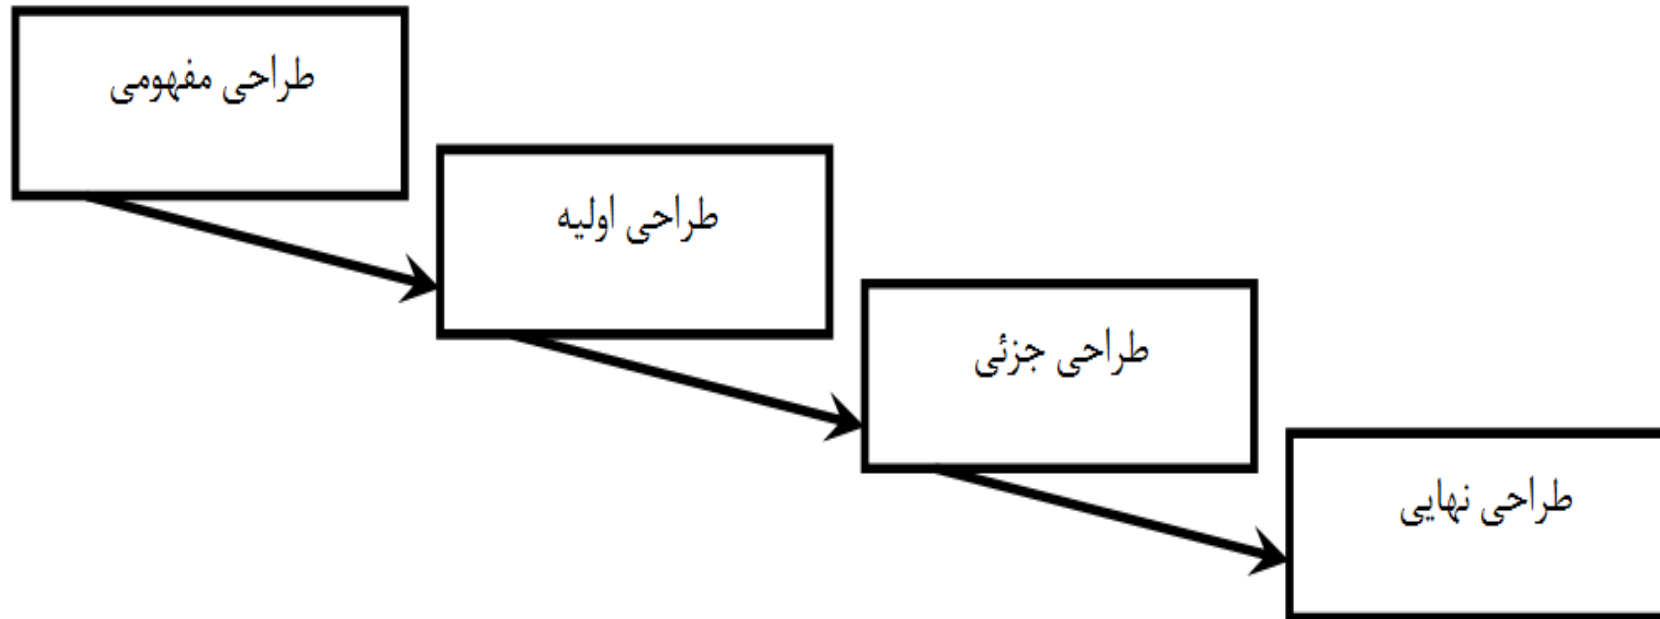 طراحی مفهومی
طراحی اولیه
طراحی جزئی
طراحی نهایی